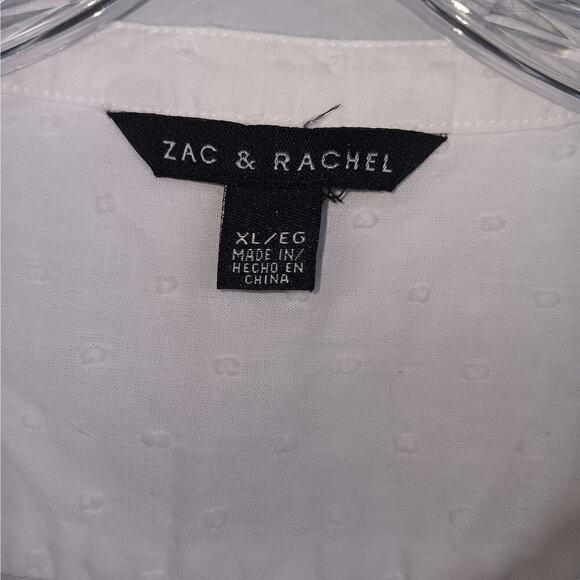 ZAC & RACHEL
XL/EG
MADE IN/
HECHO EN
CHINA